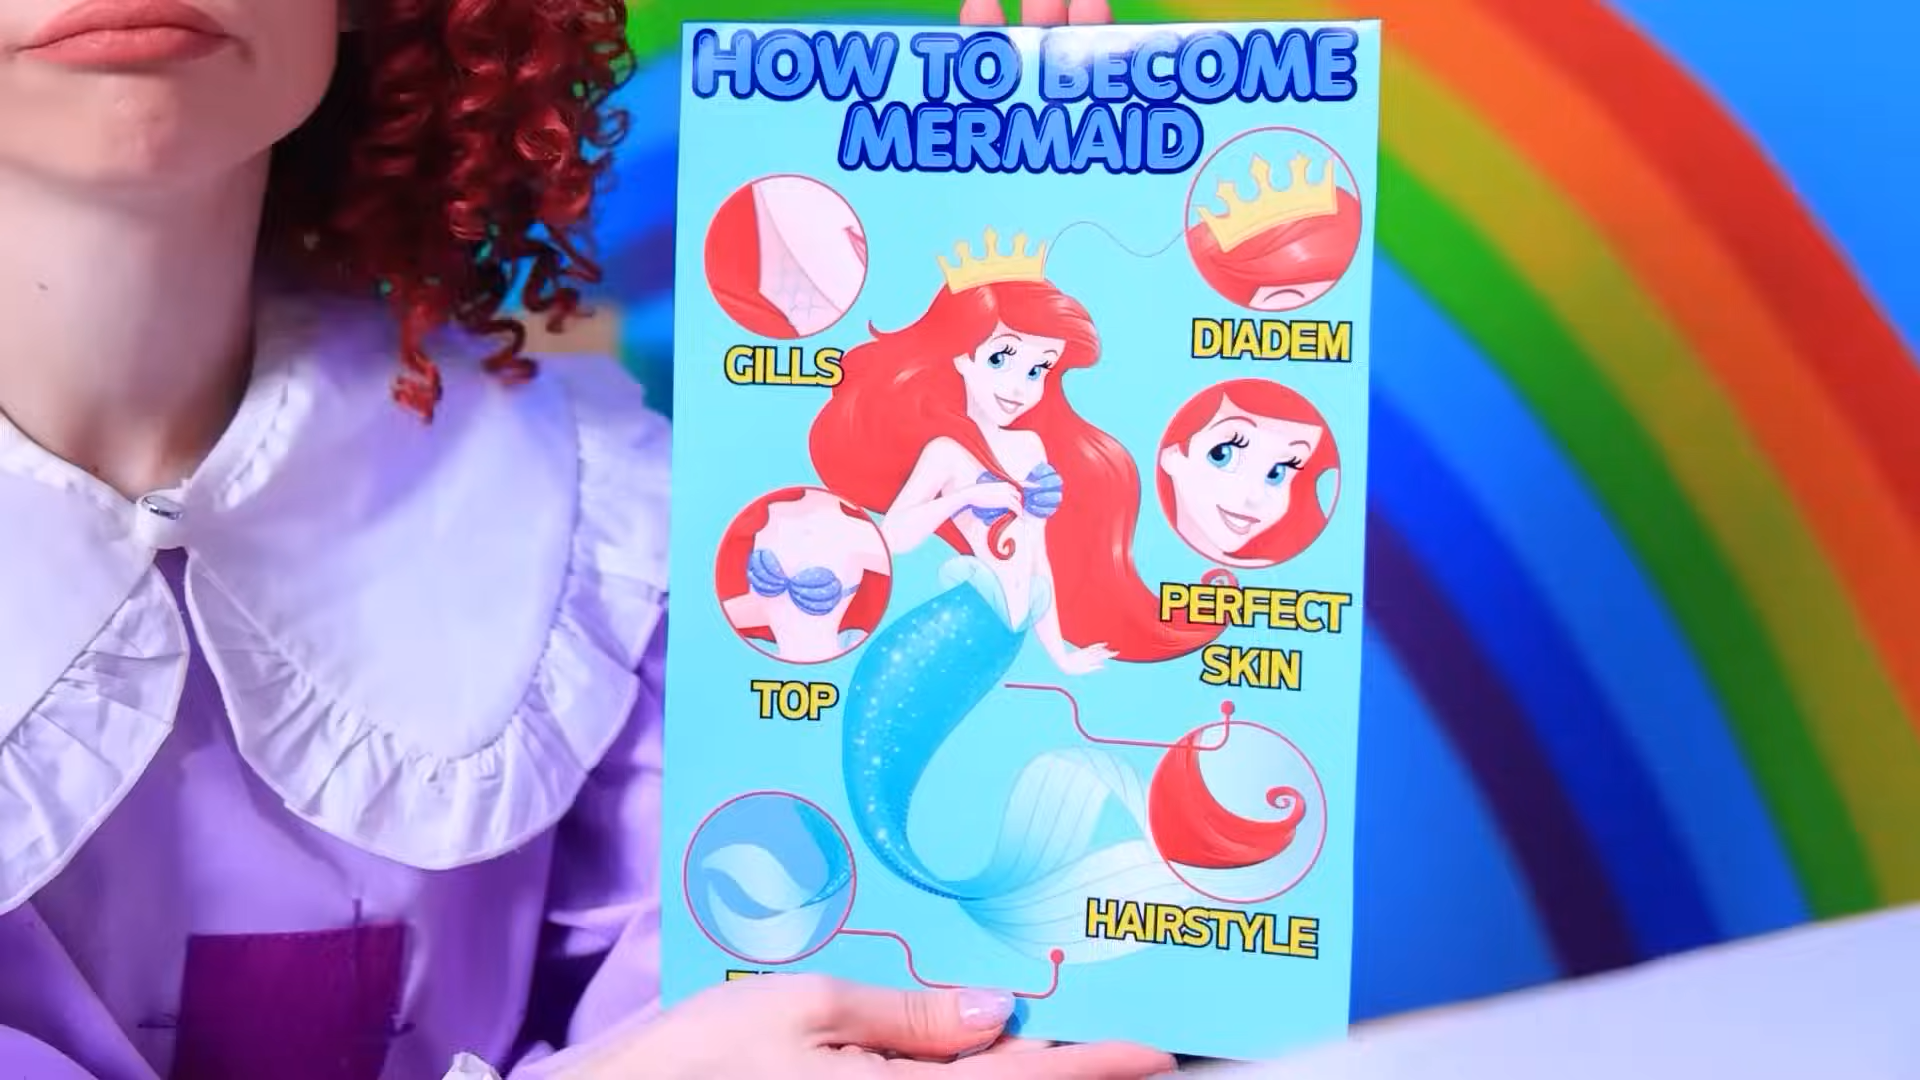 HOW TO BECOME
MERMAID
GILLS
DIADEM
PERFECT
SKIN
TOP
HAIRSTYLE